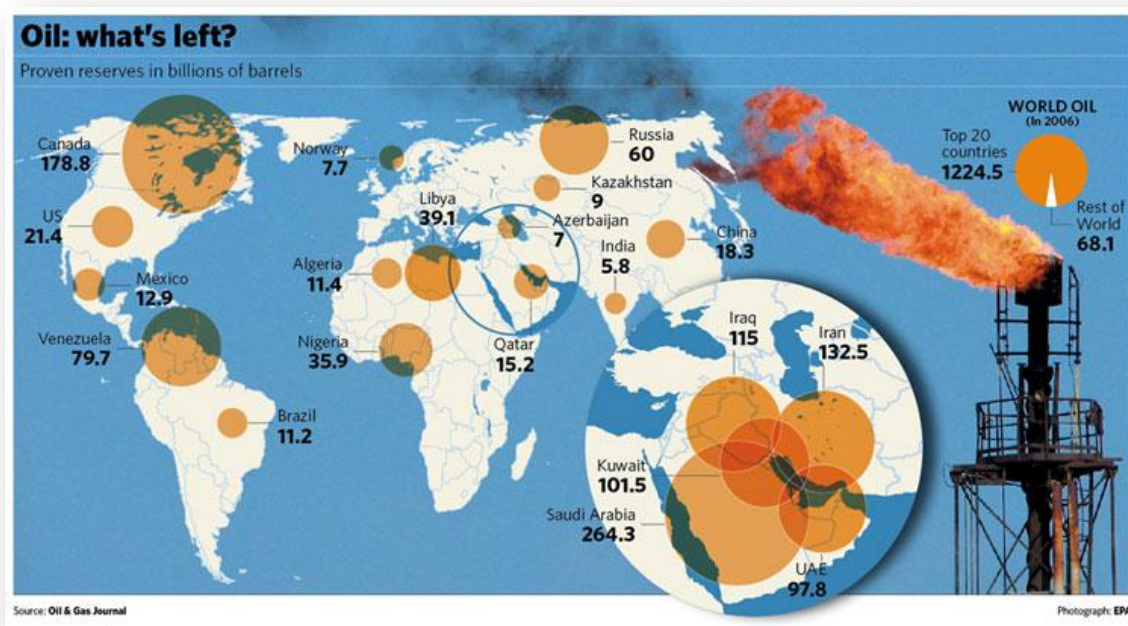 Oil: what's left?
Proven reserves in billions of barrels
Canada
178.8
US
21.4
Mexico
12.9
Venezuela
79.7
Brazil
11.2
Norway
7.7
Libya
39.1
Algeria
11.4
Nigeria
35.9
Russia
60
Kazakhstan
9
Azerbaijan
7
India
5.8
China
18.3
Qatar
15.2
Iraq
115
Iran
132.5
Kuwait
101.5
Saudi Arabia
264.3
UAE
97.8
WORLD OIL
(In 2006)
Top 20
countries
1224.5
Rest of
World
68.1
Source: Oil & Gas Journal
Photograph: EPA